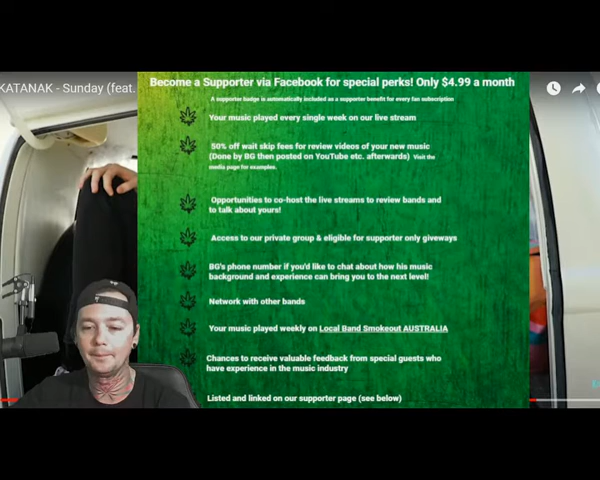 KATANAK - Sunday (feat.
Become a Supporter via Facebook for special perks! Only $4.99 a month
A supporter badge is automatically included as a supporter benefit for every fan subscription
Your music played every single week on our live stream
50% off wait skip fees for review videos of your new music
(Done by BG then posted on YouTube etc. afterwards) Visit the
media page for examples.
Opportunities to co-host the live streams to review bands and
to talk about yours!
Access to our private group & eligible for supporter only giveways
BG's phone number if you'd like to chat about how his music
background and experience can bring you to the next level!
Network with other bands
Your music played weekly on Local Band Smokeout AUSTRALIA
Chances to receive valuable feedback from special guests who
have experience in the music industry
Listed and linked on our supporter page (see below)